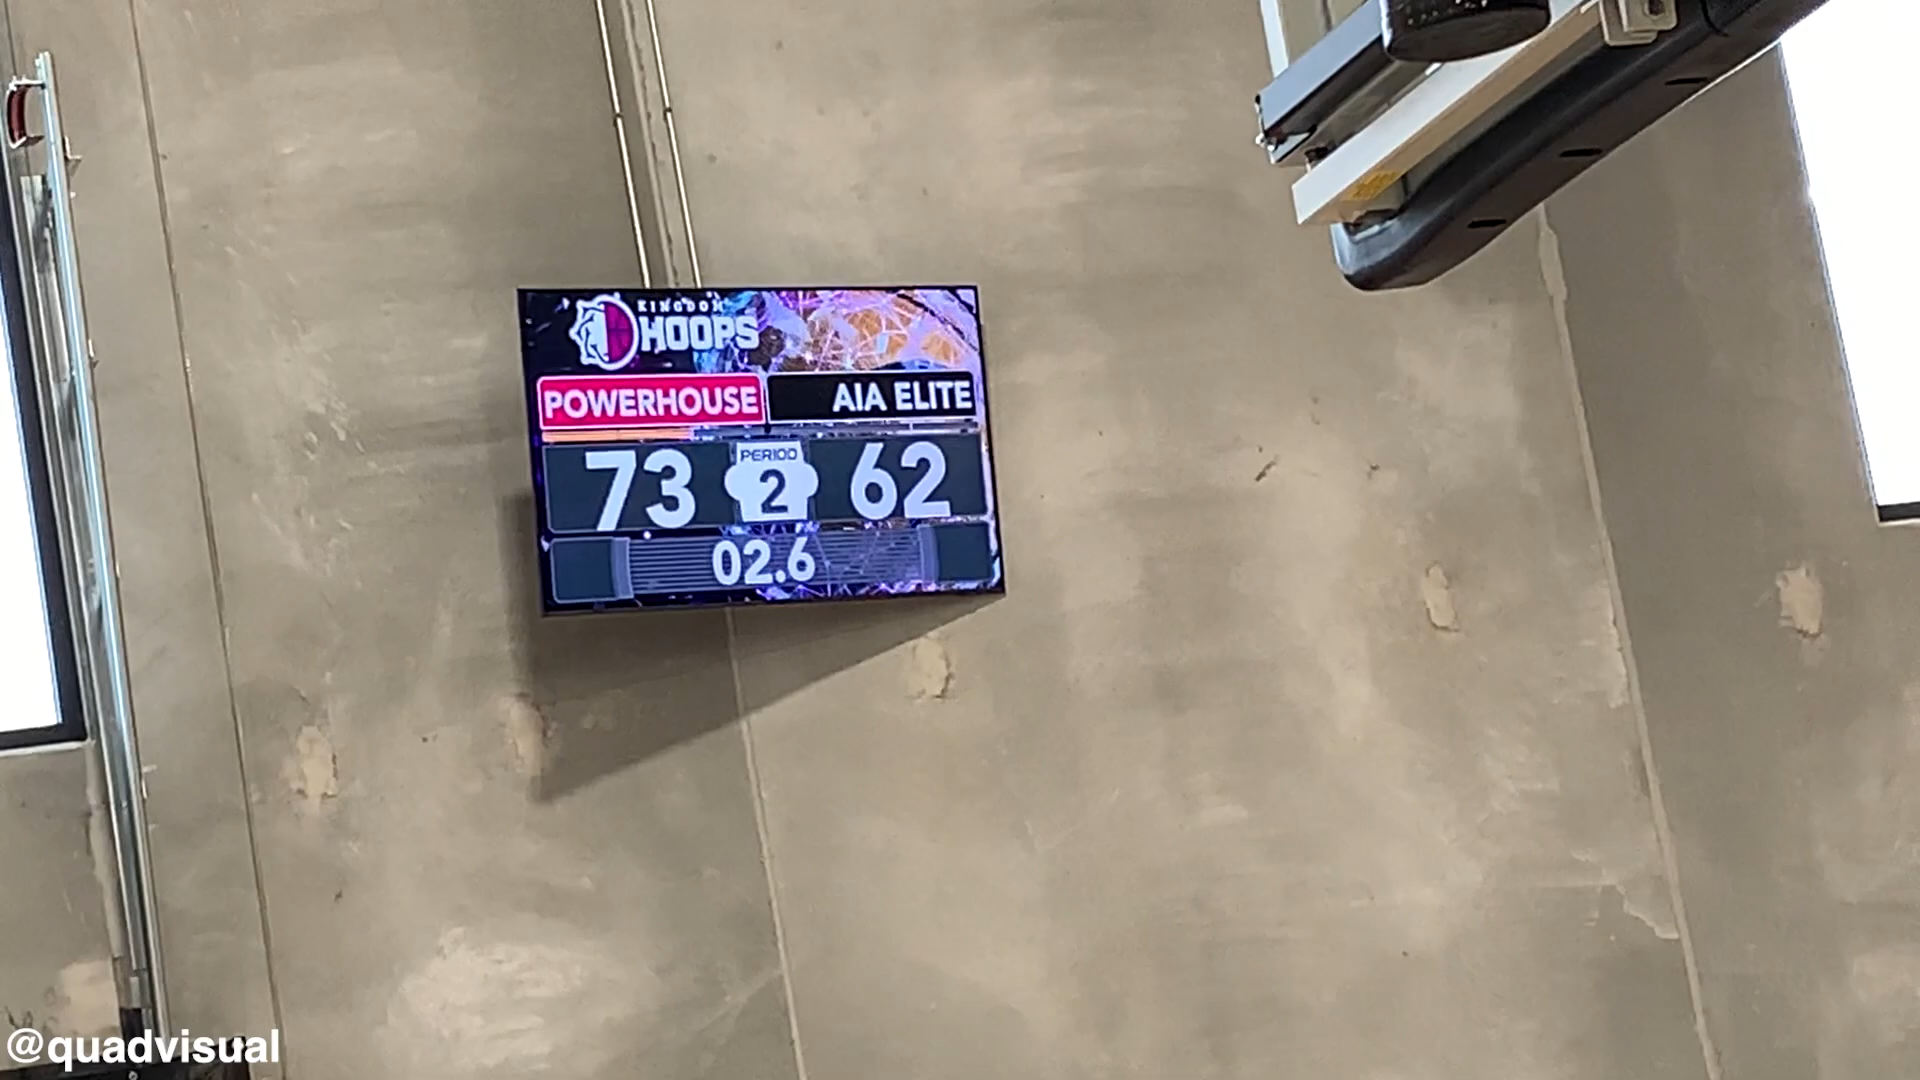 KINGDOM
HOOPS
POWERHOUSE
AIA ELITE
73
PERIOD
2
62
02.6
@quadvisual